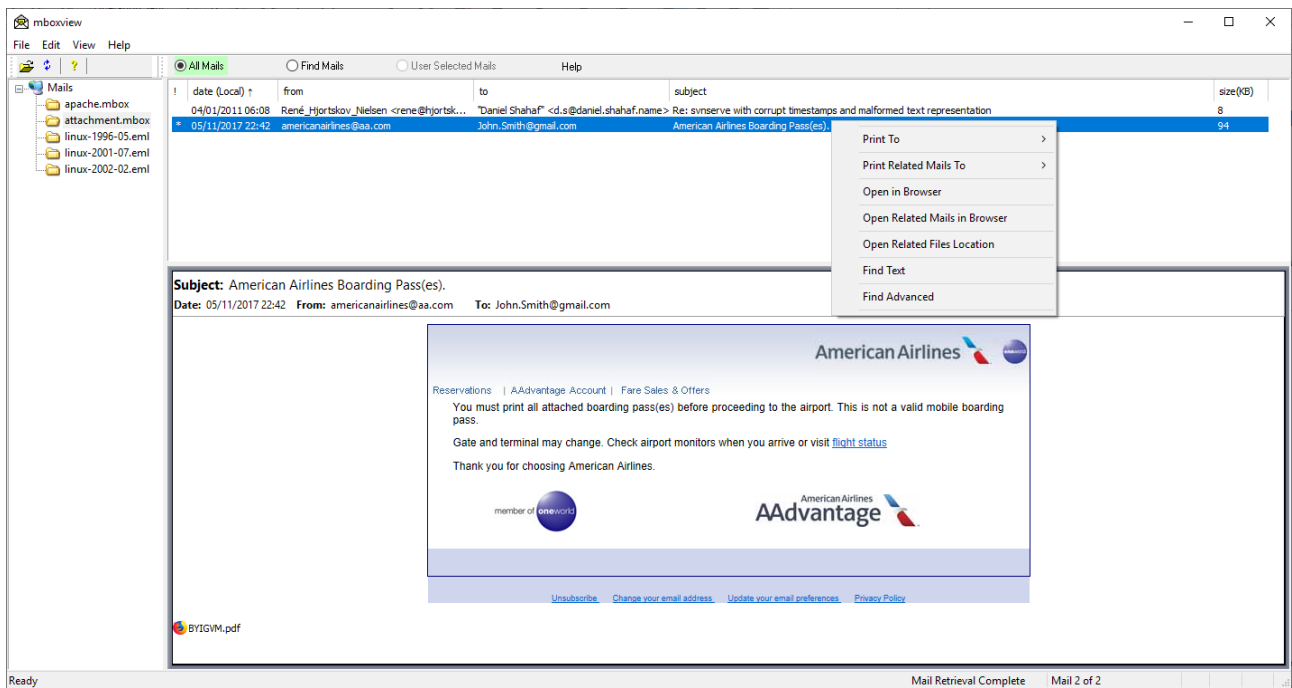 mboxview
File Edit View Help
All Mails Find Mails User Selected Mails Help
Mails
apache.mbox
attachment.mbox
linux-1996-05.eml
linux-2001-07.eml
linux-2002-02.eml
! date (Local) ↑ from to subject size(KB)
04/01/2011 06:08 René_Hjortskov_Nielsen <rene@hjortsk... "Daniel Shahaf" <d.s@daniel.shahaf.name> Re: svnserve with corrupt timestamps and malformed text representation 8
* 05/11/2017 22:42 americanairlines@aa.com John.Smith@gmail.com American Airlines Boarding Pass(es). 94
Print To >
Print Related Mails To >
Open in Browser
Open Related Mails in Browser
Open Related Files Location
Find Text
Find Advanced
Subject: American Airlines Boarding Pass(es).
Date: 05/11/2017 22:42 From: americanairlines@aa.com To: John.Smith@gmail.com
American Airlines oneworld
Reservations | AAdvantage Account | Fare Sales & Offers
You must print all attached boarding pass(es) before proceeding to the airport. This is not a valid mobile boarding
pass.
Gate and terminal may change. Check airport monitors when you arrive or visit flight status
Thank you for choosing American Airlines.
member of oneworld
American Airlines
AAdvantage
Unsubscribe Change your email address Update your email preferences Privacy Policy
BYIGVM.pdf
Ready Mail Retrieval Complete Mail 2 of 2